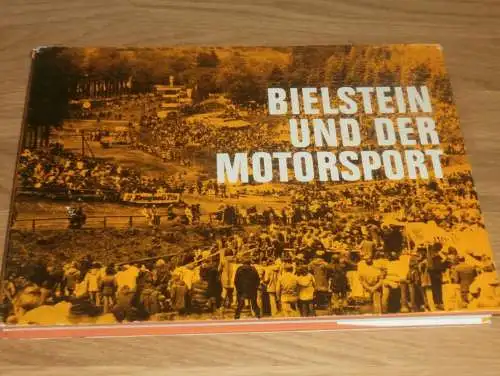 BIELSTEIN
UND DER
MOTORSPORT